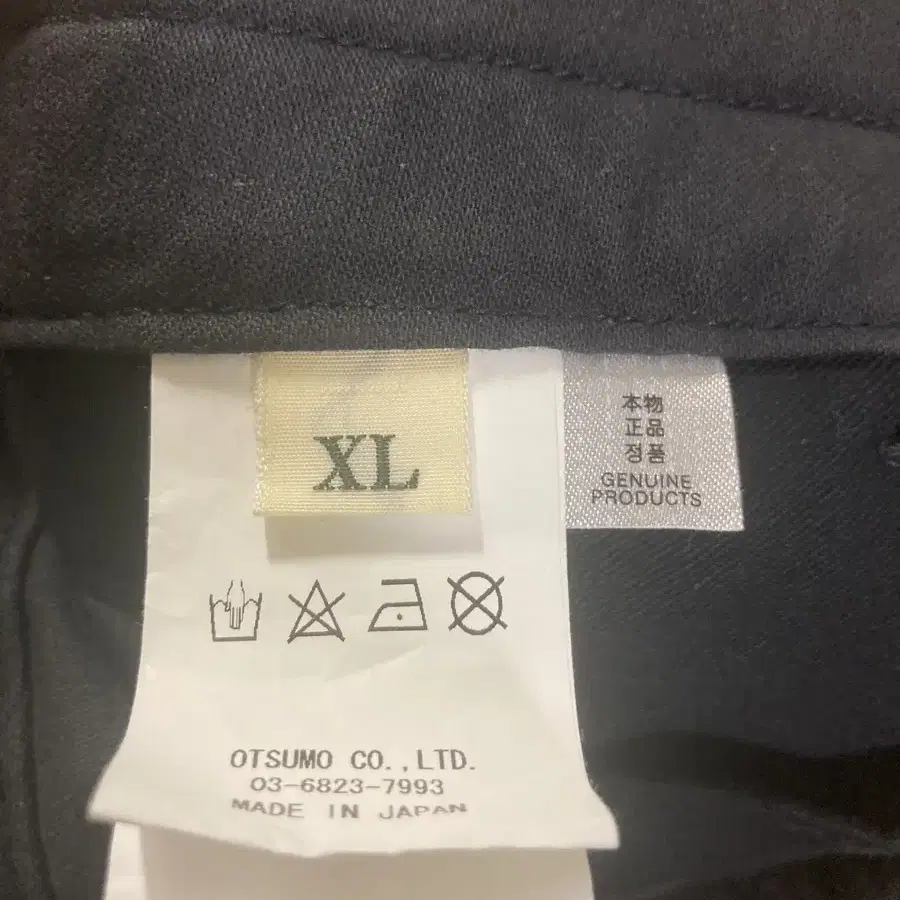 XL
本物
正品
정품
GENUINE
PRODUCTS
OTSUMO CO.,LTD.
03-6823-7993
MADE IN JAPAN